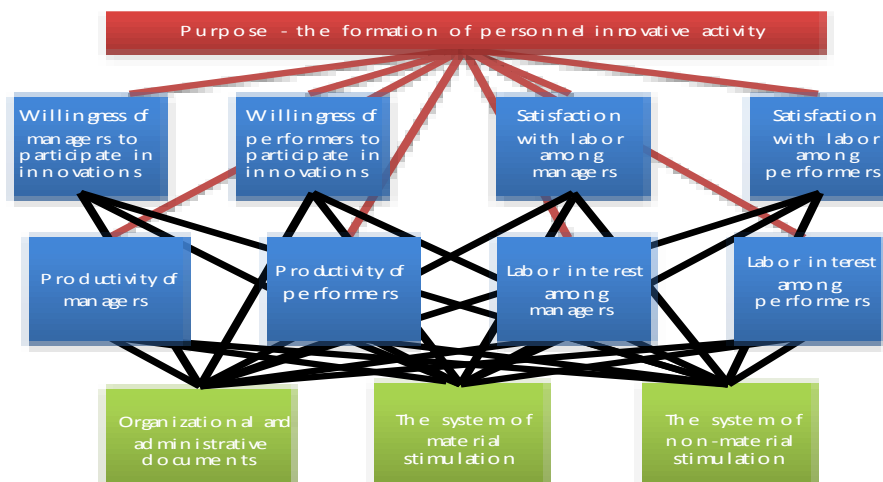 Purpose - the formation of personnel innovative activity
Willingness of
managers to
participate in
innovations
Willingness of
performers to
participate in
innovations
Satisfaction
with labor
among
managers
Satisfaction
with labor
among
performers
Productivity of
managers
Productivity of
performers
Labor interest
among
managers
Labor interest
among
performers
Organizational and
administrative
documents
The system of
material
stimulation
The system of
non-material
stimulation